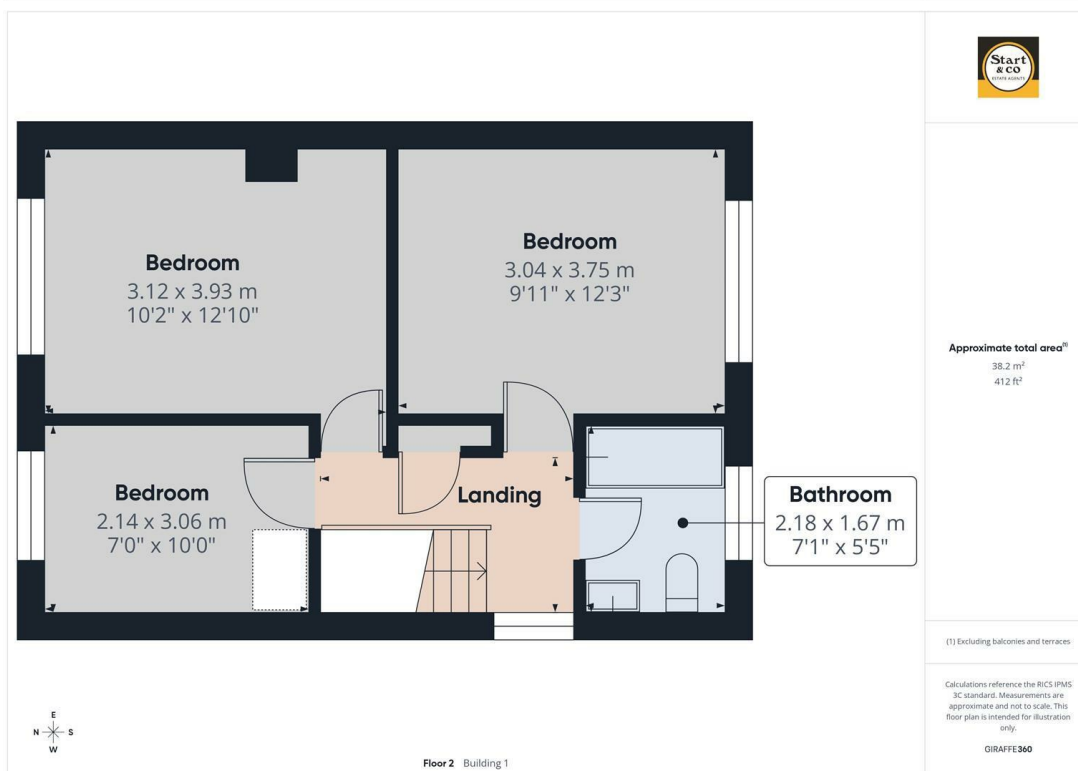 Start
& CO
ESTATE AGENTS
Bedroom
3.12 x 3.93 m
10'2" x 12'10"
Bedroom
3.04 x 3.75 m
9'11" x 12'3"
Bedroom
2.14 x 3.06 m
7'0" x 10'0"
Landing
Bathroom
2.18 x 1.67 m
7'1" x 5'5"
Approximate total area(1)
38.2 m²
412 ft²
(1) Excluding balconies and terraces
Calculations reference the RICS IPMS
3C standard. Measurements are
approximate and not to scale. This
floor plan is intended for illustration
only.
GIRAFFE360
E
N S
W
Floor 2 Building 1